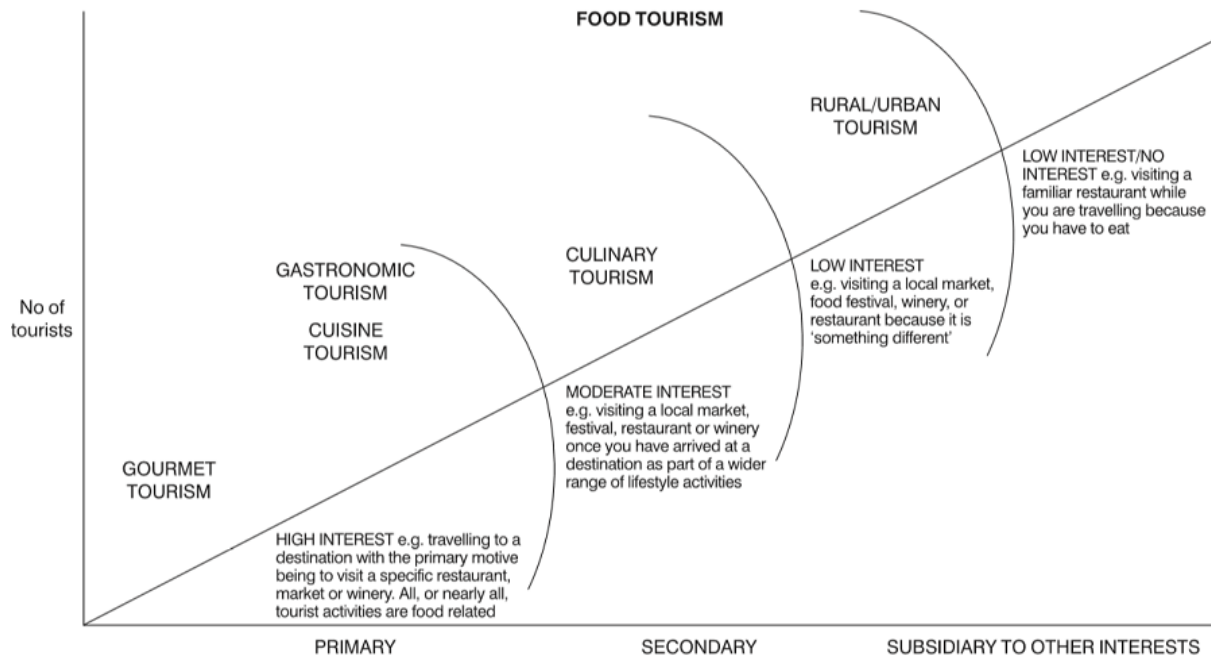 FOOD TOURISM
RURAL/URBAN
TOURISM
LOW INTEREST/NO
INTEREST e.g. visiting a
familiar restaurant while
you are travelling because
you have to eat
CULINARY
TOURISM
LOW INTEREST
e.g. visiting a local market,
food festival, winery, or
restaurant because it is
‘something different’
GASTRONOMIC
TOURISM
CUISINE
TOURISM
No of
tourists
MODERATE INTEREST
e.g. visiting a local market,
festival, restaurant or winery
once you have arrived at a
destination as part of a wider
range of lifestyle activities
GOURMET
TOURISM
HIGH INTEREST e.g. travelling to a
destination with the primary motive
being to visit a specific restaurant,
market or winery. All, or nearly all,
tourist activities are food related
PRIMARY
SECONDARY
SUBSIDIARY TO OTHER INTERESTS